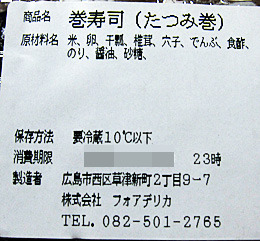 商品名 巻寿司（たつみ巻）
原材料名 米、卵、干瓢、椎茸、穴子、でんぶ、食酢、
のり、醤油、砂糖、
保存方法 要冷蔵10℃以下
消費期限 23時
製造者 広島市西区草津新町2丁目9-7
株式会社 フォアデリカ
TEL. 082-501-2765